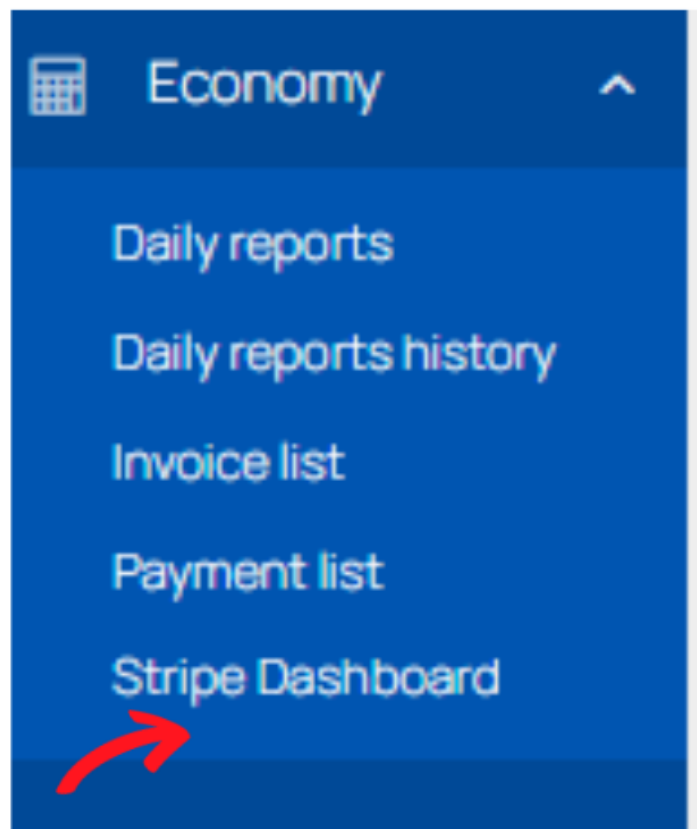 Economy
Daily reports
Daily reports history
Invoice list
Payment list
Stripe Dashboard